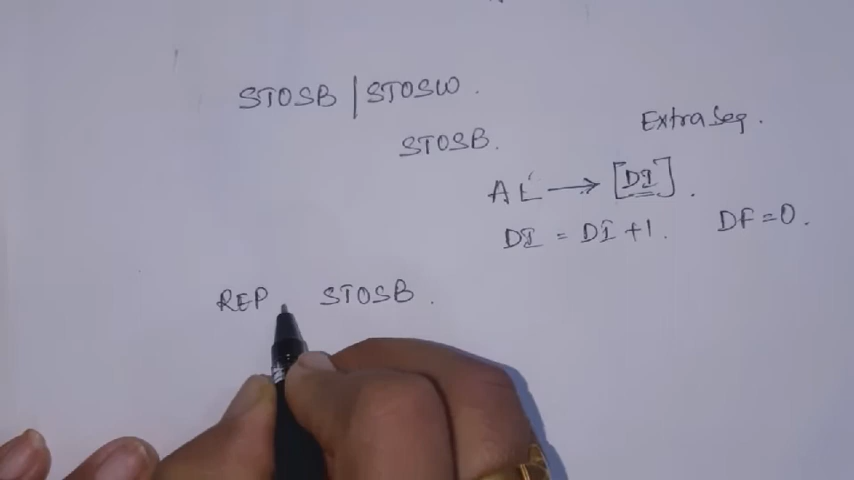 STOSB | STOSW.
Extra Seg.
STOSB.
AL → [DI].
DI = DI + 1. DF = 0.
REP STOSB.